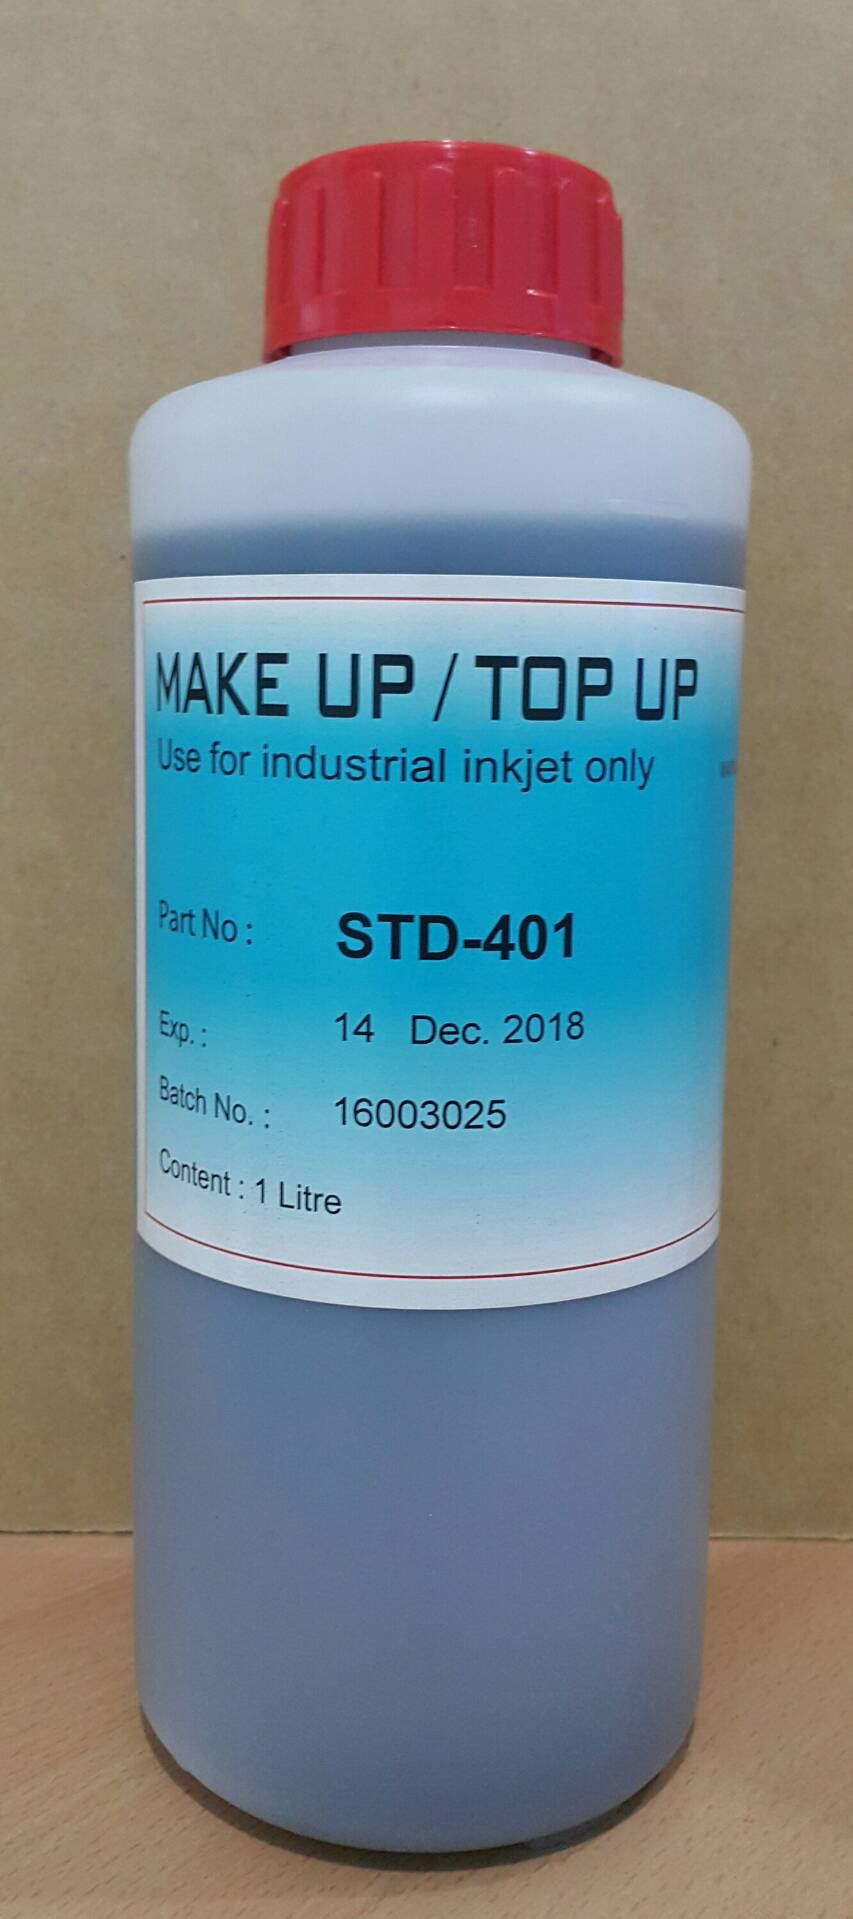 MAKE UP / TOP UP
Use for industrial inkjet only
Part No : STD-401
Exp. : 14 Dec. 2018
Batch No. : 16003025
Content : 1 Litre